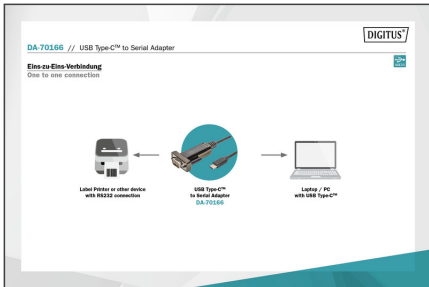 DIGITUS®
DA-70166 // USB Type-C™ to Serial Adapter
Eins-zu-Eins-Verbindung
One to one connection
Label Printer or other device
with RS232 connection
USB Type-C™
to Serial Adapter
DA-70166
Laptop / PC
with USB Type-C™